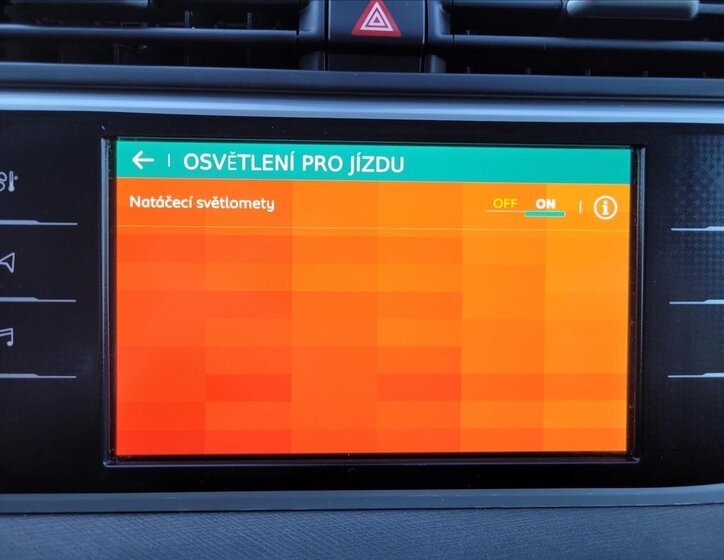 OSVĚTLENÍ PRO JÍZDU
Natáčecí světlomety OFF ON